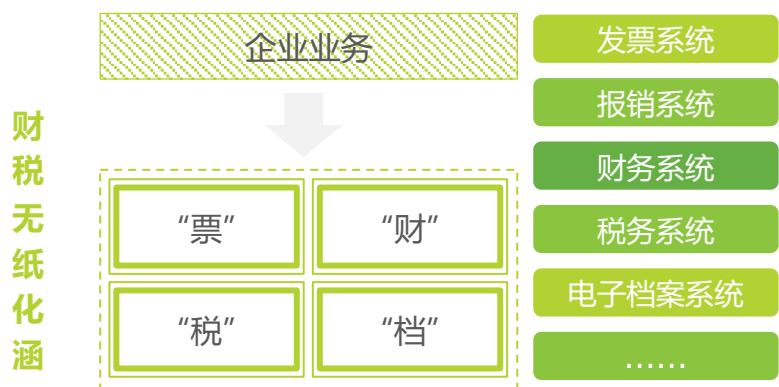 财税无纸化涵
企业业务
“票”
“财”
“税”
“档”
发票系统
报销系统
财务系统
税务系统
电子档案系统
……